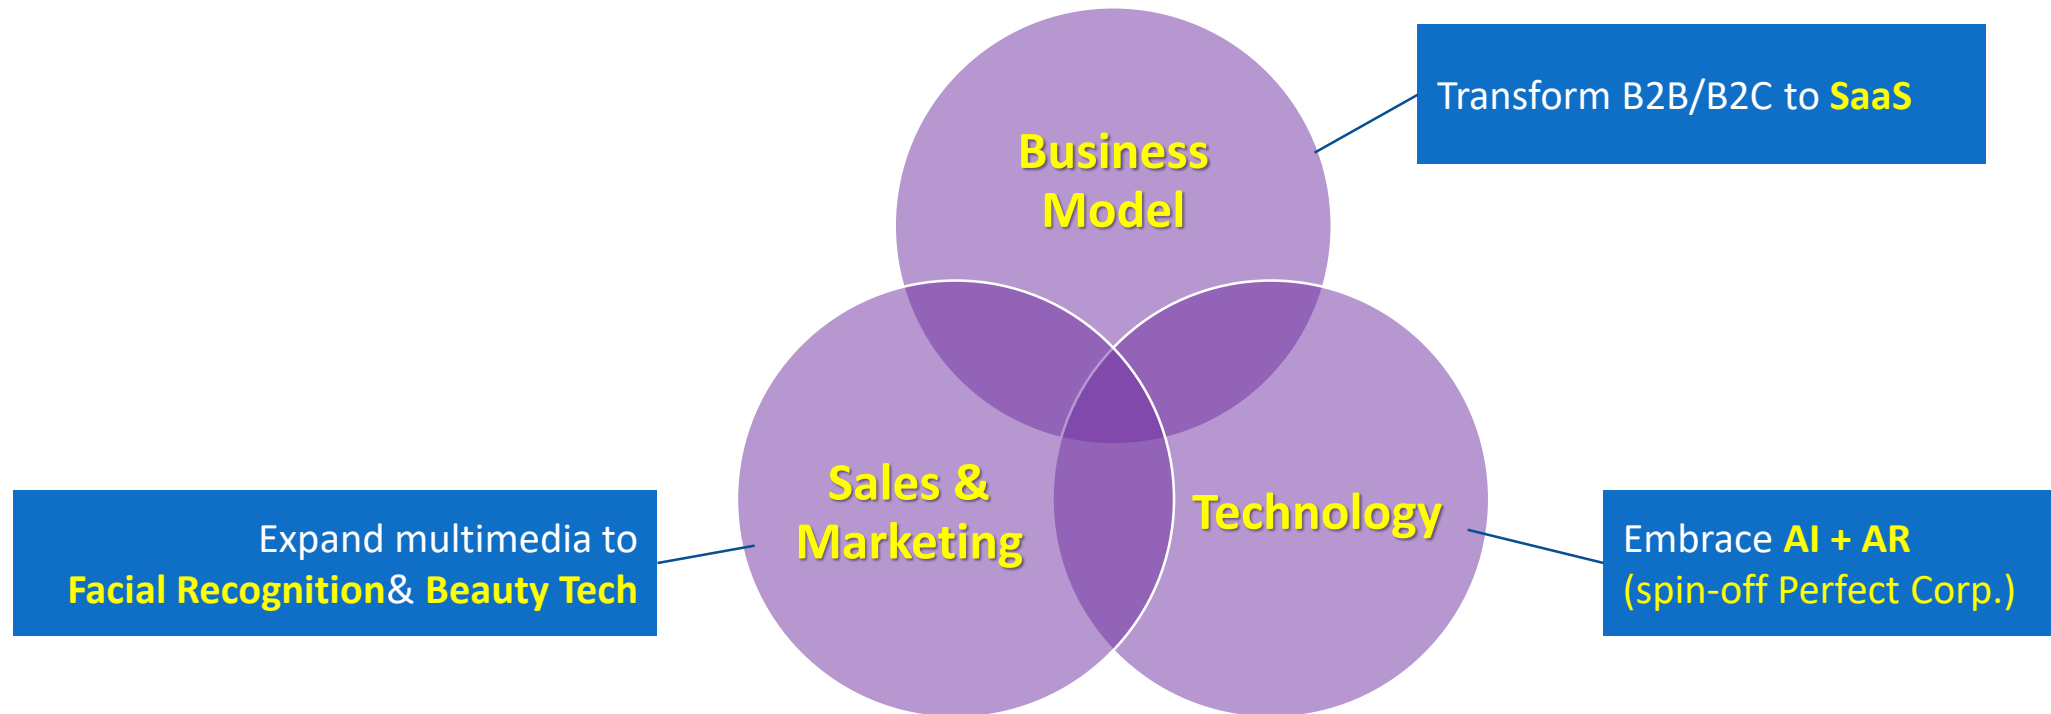 Business
Model
Transform B2B/B2C to SaaS
Sales &
Marketing
Technology
Expand multimedia to
Facial Recognition& Beauty Tech
Embrace AI + AR
(spin-off Perfect Corp.)